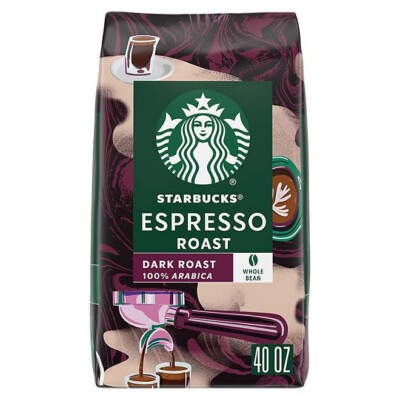 STARBUCKS®
ESPRESSO
ROAST
DARK ROAST
100% ARABICA
WHOLE
BEAN
40 OZ